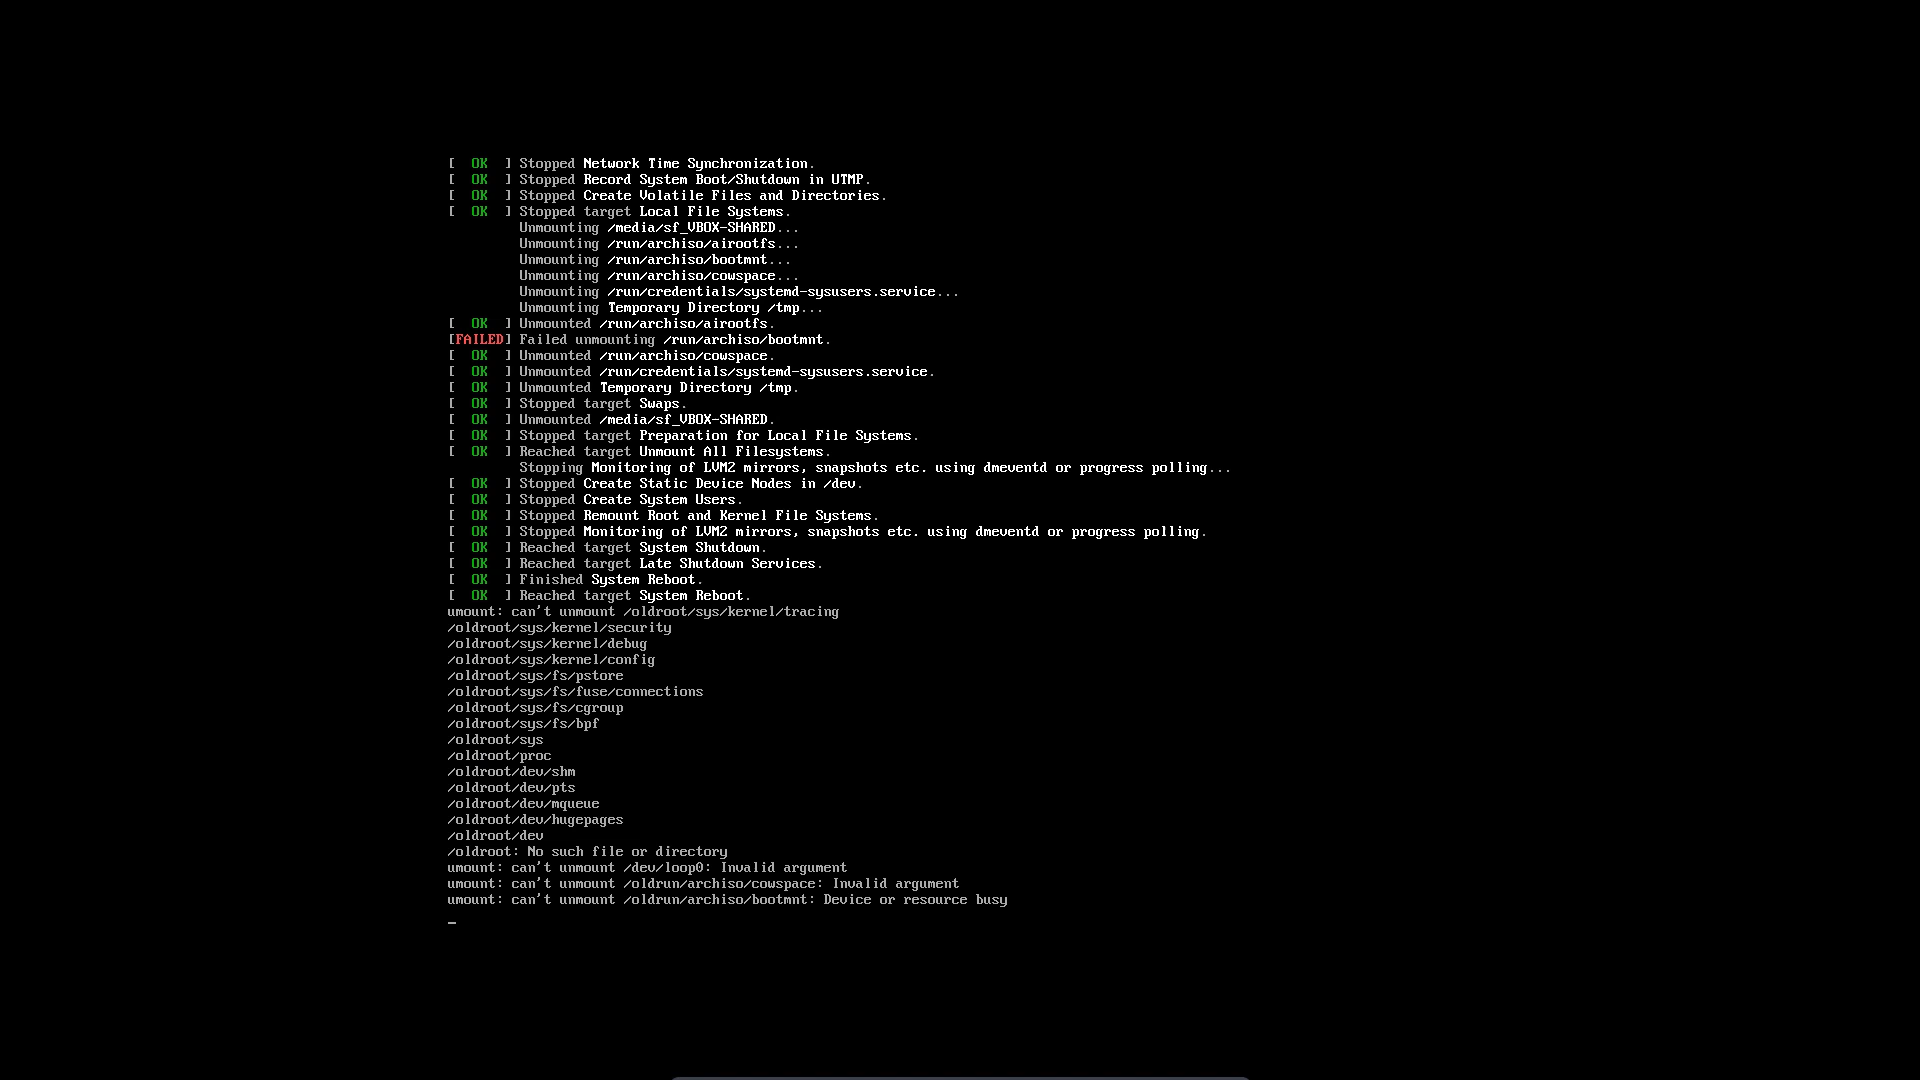 [  OK  ] Stopped Network Time Synchronization.
[  OK  ] Stopped Record System Boot/Shutdown in UTMP.
[  OK  ] Stopped Create Volatile Files and Directories.
[  OK  ] Stopped target Local File Systems.
Unmounting /media/sf_VBOX-SHARED...
Unmounting /run/archiso/airootfs...
Unmounting /run/archiso/bootmnt...
Unmounting /run/archiso/cowspace...
Unmounting /run/credentials/systemd-sysusers.service...
Unmounting Temporary Directory /tmp...
[  OK  ] Unmounted /run/archiso/airootfs.
[FAILED] Failed unmounting /run/archiso/bootmnt.
[  OK  ] Unmounted /run/archiso/cowspace.
[  OK  ] Unmounted /run/credentials/systemd-sysusers.service.
[  OK  ] Unmounted Temporary Directory /tmp.
[  OK  ] Stopped target Swaps.
[  OK  ] Unmounted /media/sf_VBOX-SHARED.
[  OK  ] Stopped target Preparation for Local File Systems.
[  OK  ] Reached target Unmount All Filesystems.
Stopping Monitoring of LVM2 mirrors, snapshots etc. using dmeventd or progress polling...
[  OK  ] Stopped Create Static Device Nodes in /dev.
[  OK  ] Stopped Create System Users.
[  OK  ] Stopped Remount Root and Kernel File Systems.
[  OK  ] Stopped Monitoring of LVM2 mirrors, snapshots etc. using dmeventd or progress polling.
[  OK  ] Reached target System Shutdown.
[  OK  ] Reached target Late Shutdown Services.
[  OK  ] Finished System Reboot.
[  OK  ] Reached target System Reboot.
umount: can't unmount /oldroot/sys/kernel/tracing
/oldroot/sys/kernel/security
/oldroot/sys/kernel/debug
/oldroot/sys/kernel/config
/oldroot/sys/fs/pstore
/oldroot/sys/fs/fuse/connections
/oldroot/sys/fs/cgroup
/oldroot/sys/fs/bpf
/oldroot/sys
/oldroot/proc
/oldroot/dev/shm
/oldroot/dev/pts
/oldroot/dev/mqueue
/oldroot/dev/hugepages
/oldroot/dev
/oldroot: No such file or directory
umount: can't unmount /dev/loop0: Invalid argument
umount: can't unmount /oldrun/archiso/cowspace: Invalid argument
umount: can't unmount /oldrun/archiso/bootmnt: Device or resource busy
_